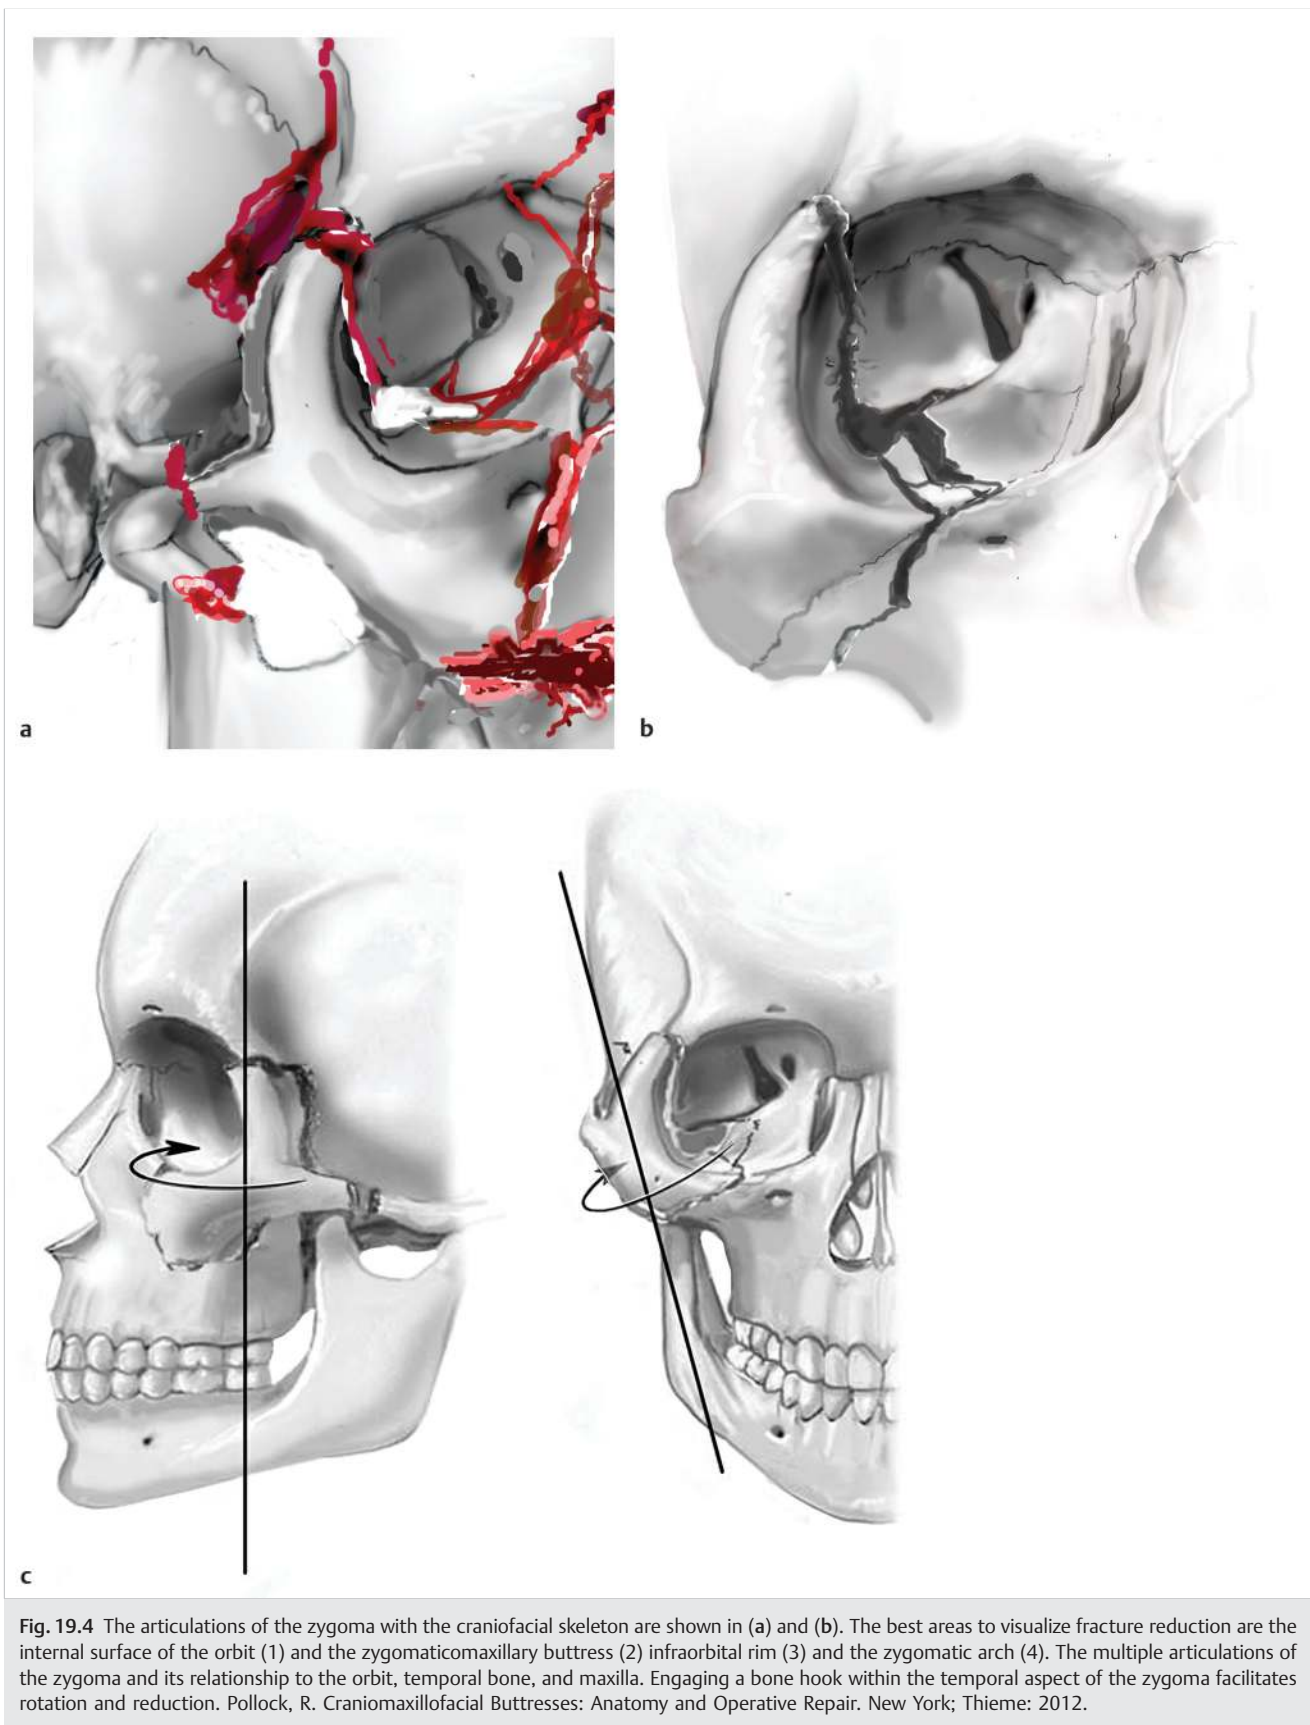 a
b
c
Fig. 19.4 The articulations of the zygoma with the craniofacial skeleton are shown in (a) and (b). The best areas to visualize fracture reduction are the
internal surface of the orbit (1) and the zygomaticomaxillary buttress (2) infraorbital rim (3) and the zygomatic arch (4). The multiple articulations of
the zygoma and its relationship to the orbit, temporal bone, and maxilla. Engaging a bone hook within the temporal aspect of the zygoma facilitates
rotation and reduction. Pollock, R. Craniomaxillofacial Buttresses: Anatomy and Operative Repair. New York; Thieme: 2012.